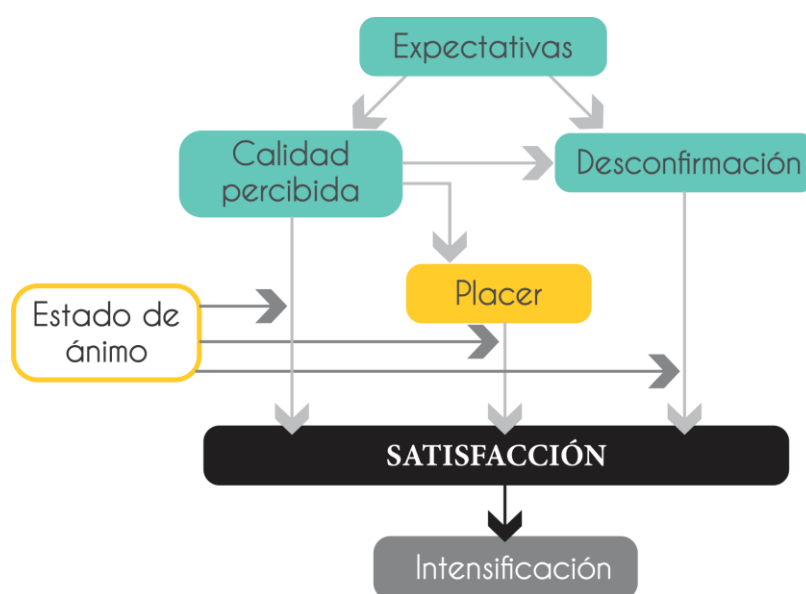 Expectativas
Calidad
percibida
Desconfirmación
Placer
Estado de
ánimo
SATISFACCIÓN
Intensificación